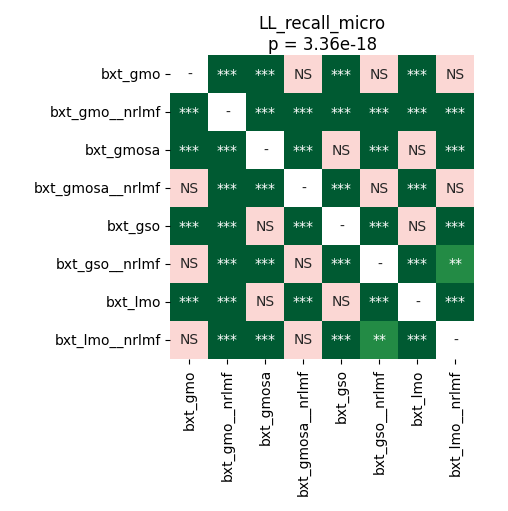 LL_recall_micro
p = 3.36e-18
bxt_gmo - *** *** NS *** NS *** NS
bxt_gmo__nrlmf *** - *** *** *** *** *** ***
bxt_gmosa *** *** - *** NS *** NS ***
bxt_gmosa__nrlmf NS *** *** - *** NS *** NS
bxt_gso *** *** NS *** - *** NS ***
bxt_gso__nrlmf NS *** *** NS *** - *** **
bxt_lmo *** *** NS *** NS *** - ***
bxt_lmo__nrlmf NS *** *** NS *** ** *** -
bxt_gmo
bxt_gmo__nrlmf
bxt_gmosa
bxt_gmosa__nrlmf
bxt_gso
bxt_gso__nrlmf
bxt_lmo
bxt_lmo__nrlmf